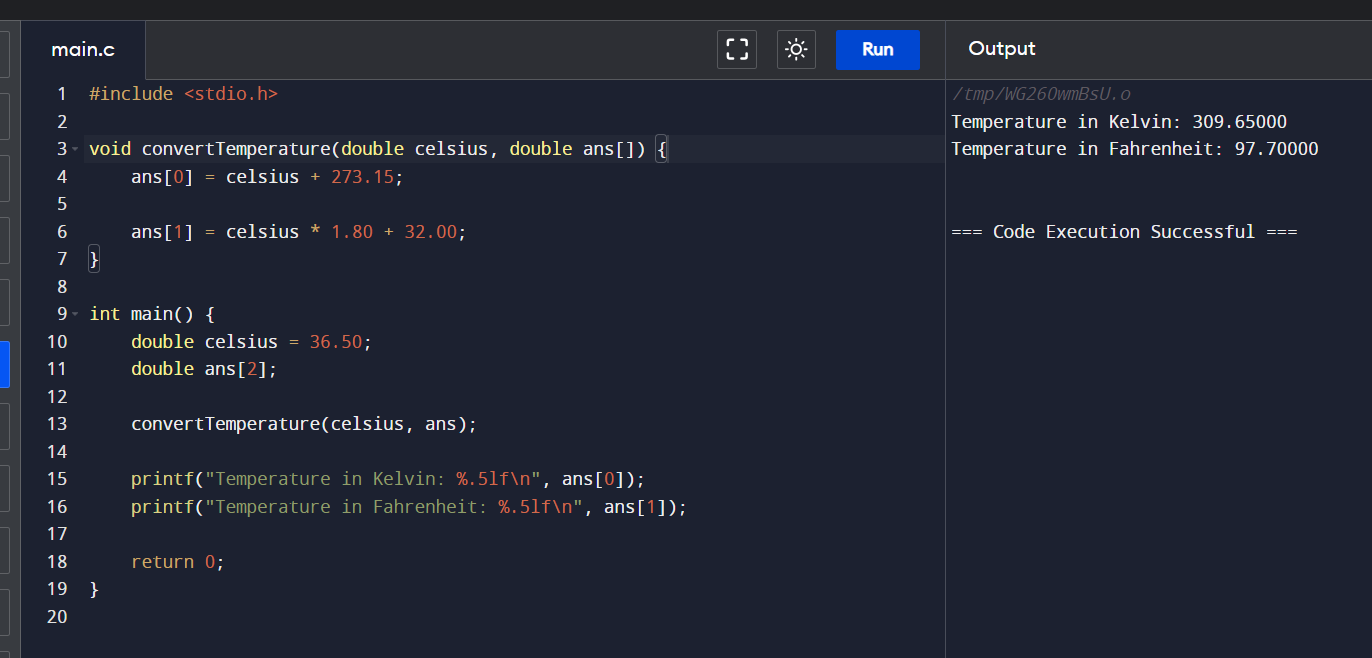 main.c
Run
Output
1 #include <stdio.h>
2
3 void convertTemperature(double celsius, double ans[]) {
4     ans[0] = celsius + 273.15;
5
6     ans[1] = celsius * 1.80 + 32.00;
7 }
8
9 int main() {
10     double celsius = 36.50;
11     double ans[2];
12
13     convertTemperature(celsius, ans);
14
15     printf("Temperature in Kelvin: %.5lf\n", ans[0]);
16     printf("Temperature in Fahrenheit: %.5lf\n", ans[1]);
17
18     return 0;
19 }
20
/tmp/WG26OwmBsU.o
Temperature in Kelvin: 309.65000
Temperature in Fahrenheit: 97.70000
=== Code Execution Successful ===